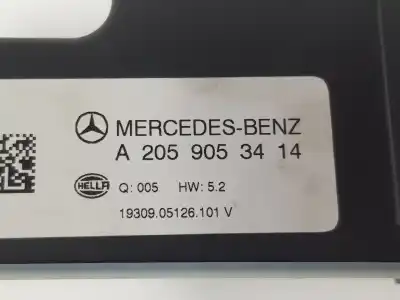 MERCEDES-BENZ
A 205 905 34 14
HELLA Q: 005 HW: 5.2
19309.05126.101 V